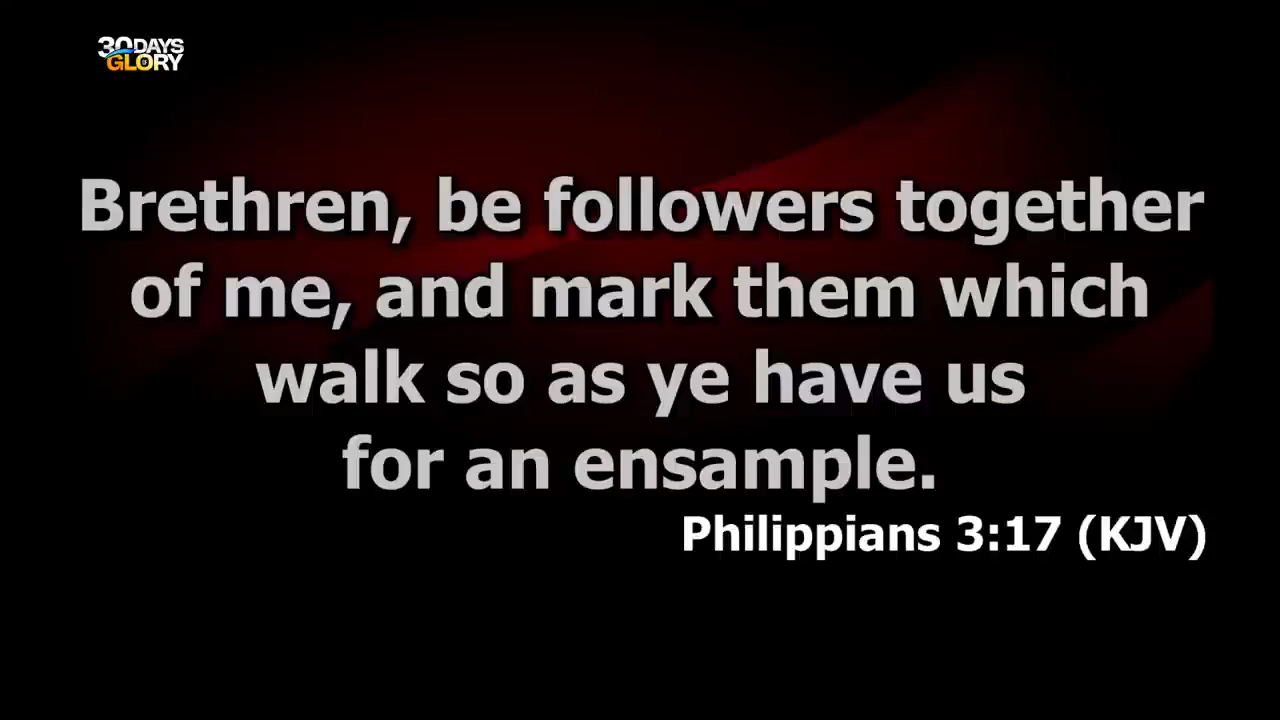 30DAYS
GLORY
Brethren, be followers together
of me, and mark them which
walk so as ye have us
for an ensample.
Philippians 3:17 (KJV)